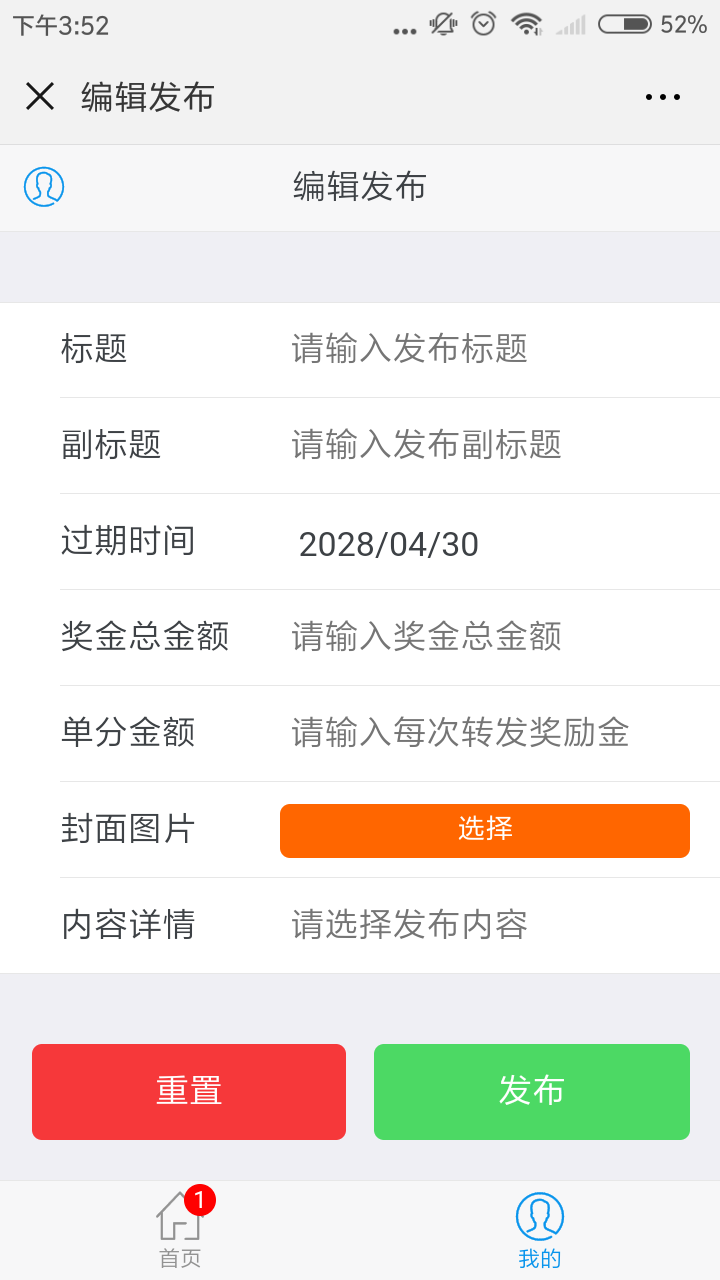 下午3:52
52%
编辑发布
编辑发布
标题 请输入发布标题
副标题 请输入发布副标题
过期时间 2028/04/30
奖金总金额 请输入奖金总金额
单分金额 请输入每次转发奖励金
封面图片 选择
内容详情 请选择发布内容
重置 发布
1
首页 我的